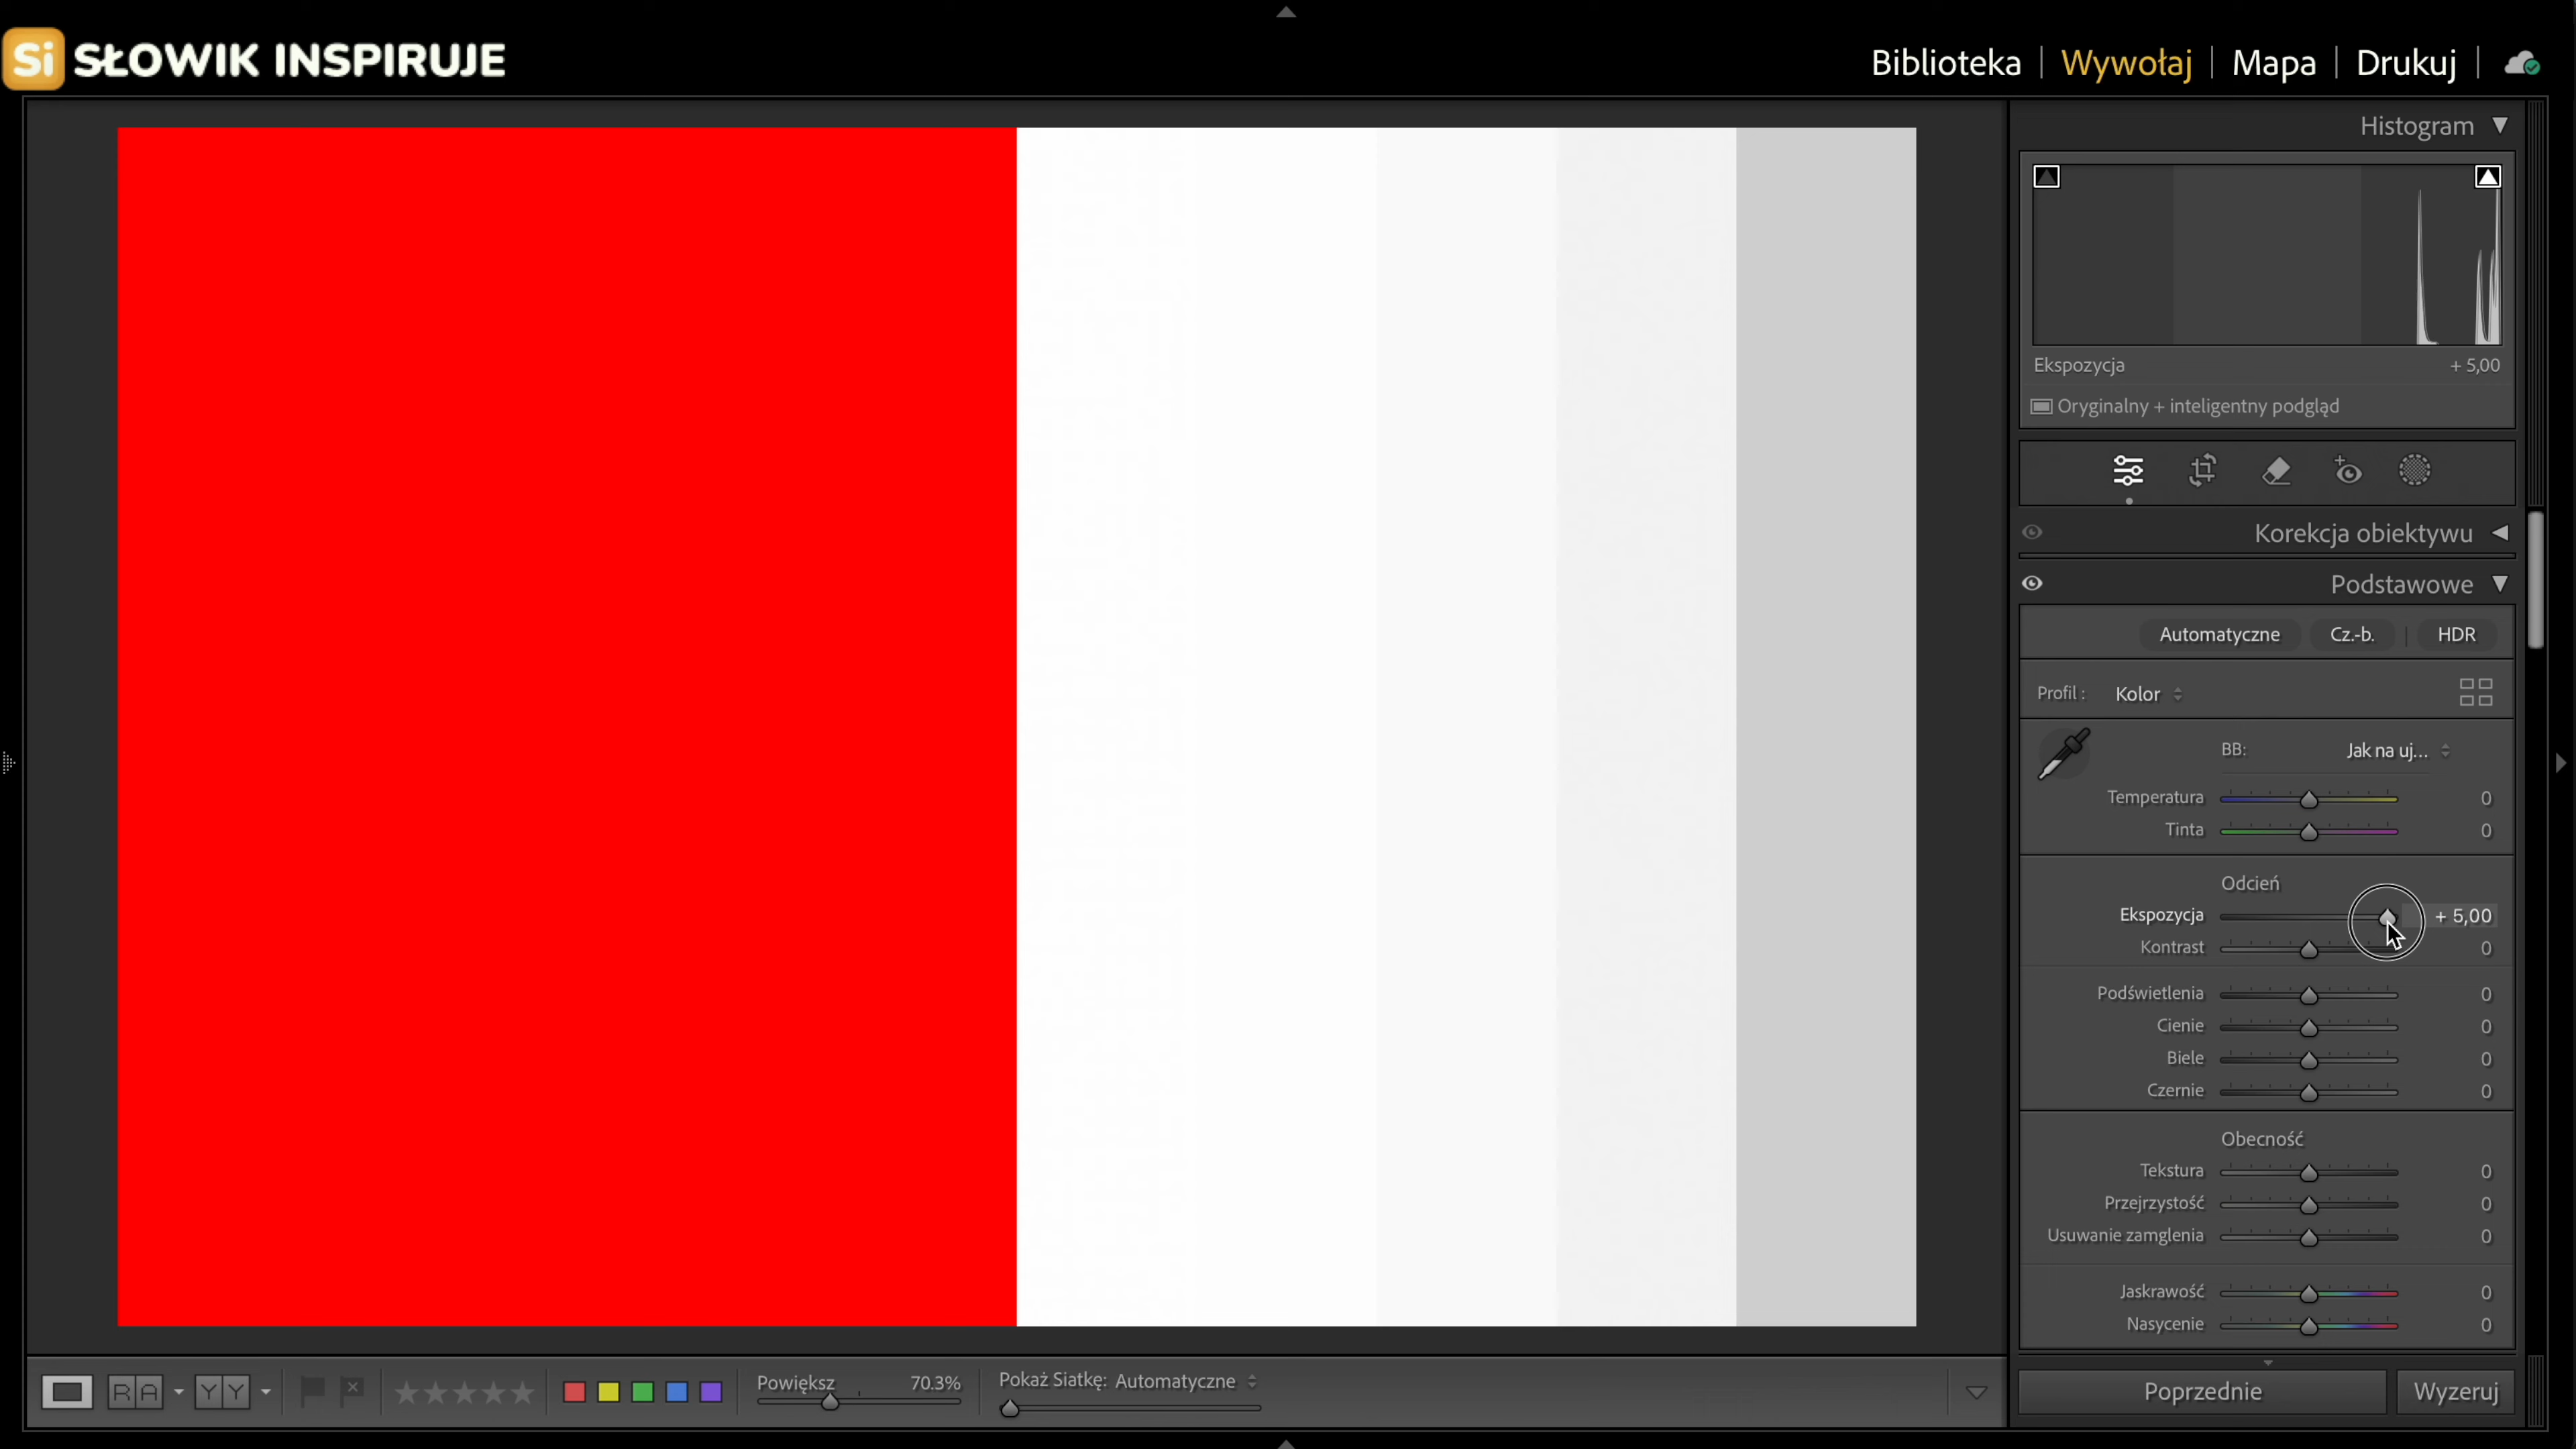 Si SŁOWIK INSPIRUJE
Biblioteka | Wywołaj | Mapa | Drukuj |
Histogram
Ekspozycja + 5,00
Oryginalny + inteligentny podgląd
Korekcja obiektywu
Podstawowe
Automatyczne Cz.-b. | HDR
Profil : Kolor
BB: Jak na uj...
Temperatura 0
Tinta 0
Odcień
Ekspozycja + 5,00
Kontrast 0
Podświetlenia 0
Cienie 0
Biele 0
Czernie 0
Obecność
Tekstura 0
Przejrzystość 0
Usuwanie zamglenia 0
Jaskrawość 0
Nasycenie 0
R A Y Y Powiększ 70.3% Pokaż Siatkę: Automatyczne
Poprzednie Wyzeruj